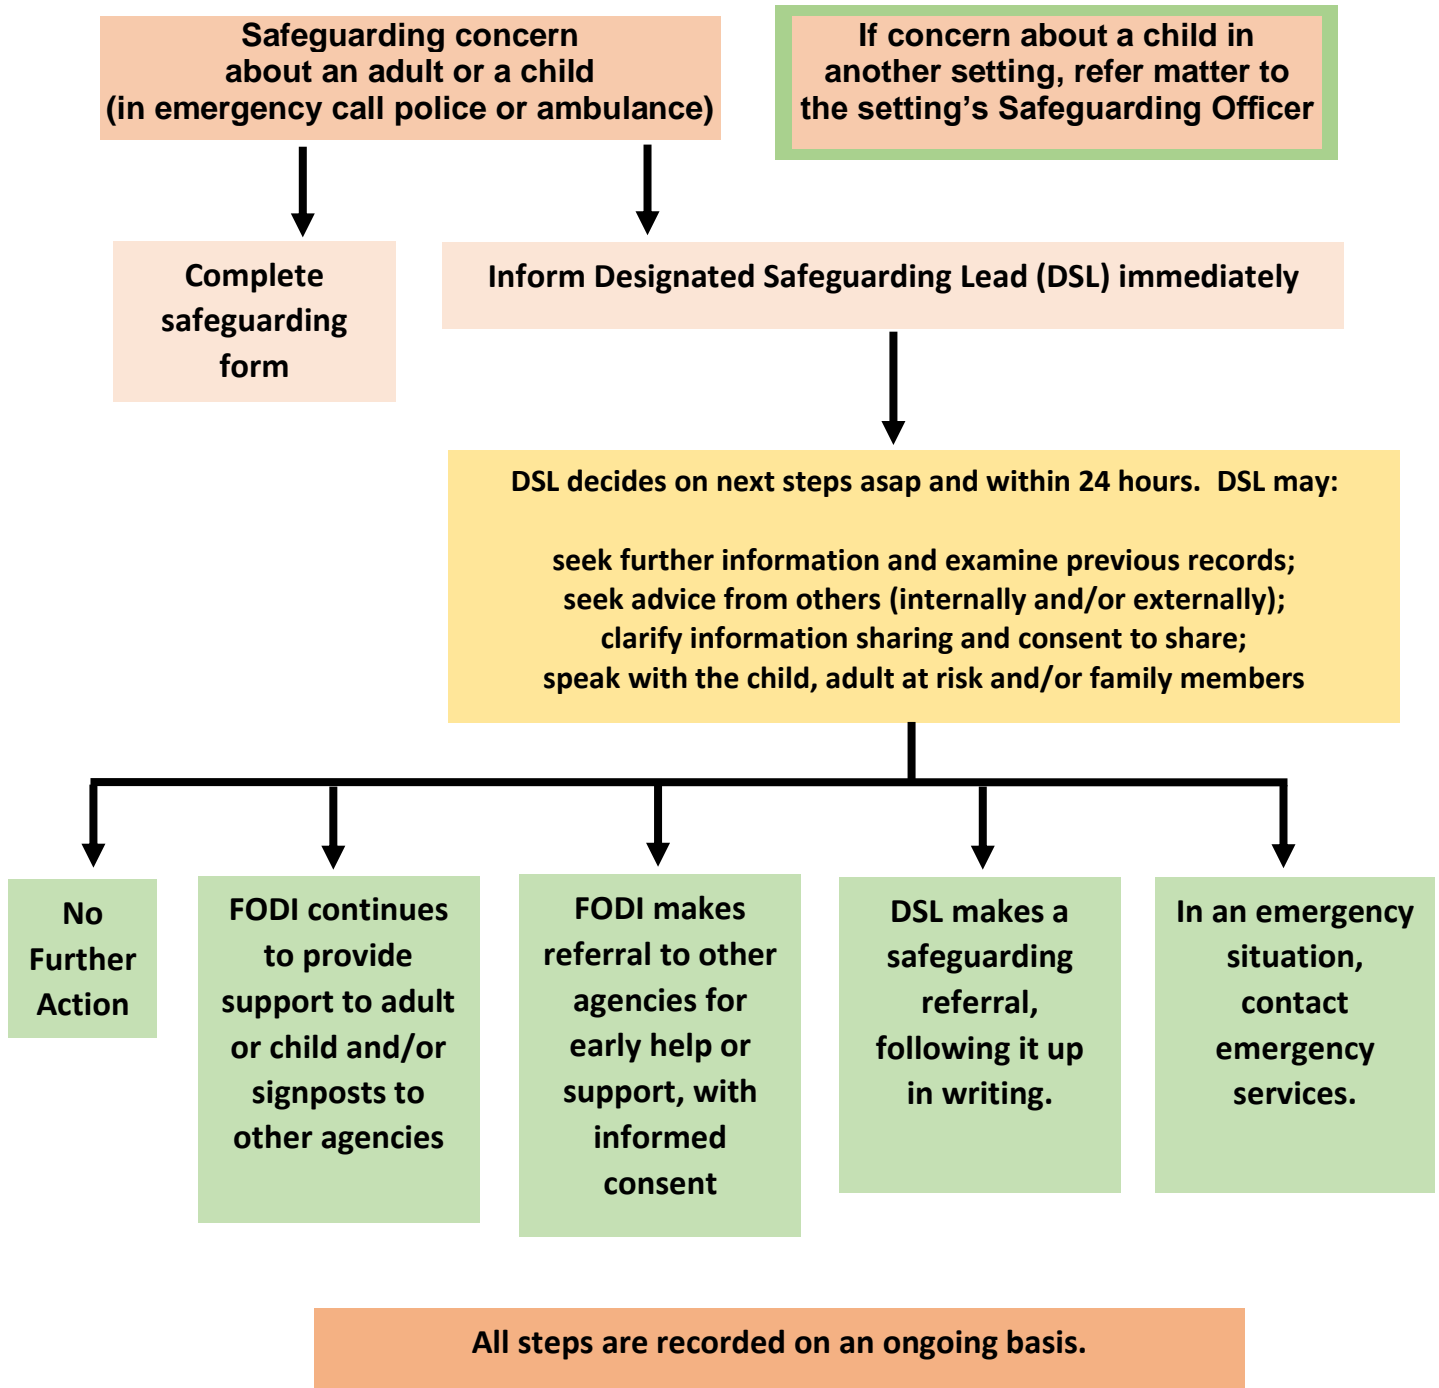 Safeguarding concern
about an adult or a child
(in emergency call police or ambulance)
If concern about a child in
another setting, refer matter to
the setting’s Safeguarding Officer
Complete
safeguarding
form
Inform Designated Safeguarding Lead (DSL) immediately
DSL decides on next steps asap and within 24 hours.  DSL may:
seek further information and examine previous records;
seek advice from others (internally and/or externally);
clarify information sharing and consent to share;
speak with the child, adult at risk and/or family members
No
Further
Action
FODI continues
to provide
support to adult
or child and/or
signposts to
other agencies
FODI makes
referral to other
agencies for
early help or
support, with
informed
consent
DSL makes a
safeguarding
referral,
following it up
in writing.
In an emergency
situation,
contact
emergency
services.
All steps are recorded on an ongoing basis.